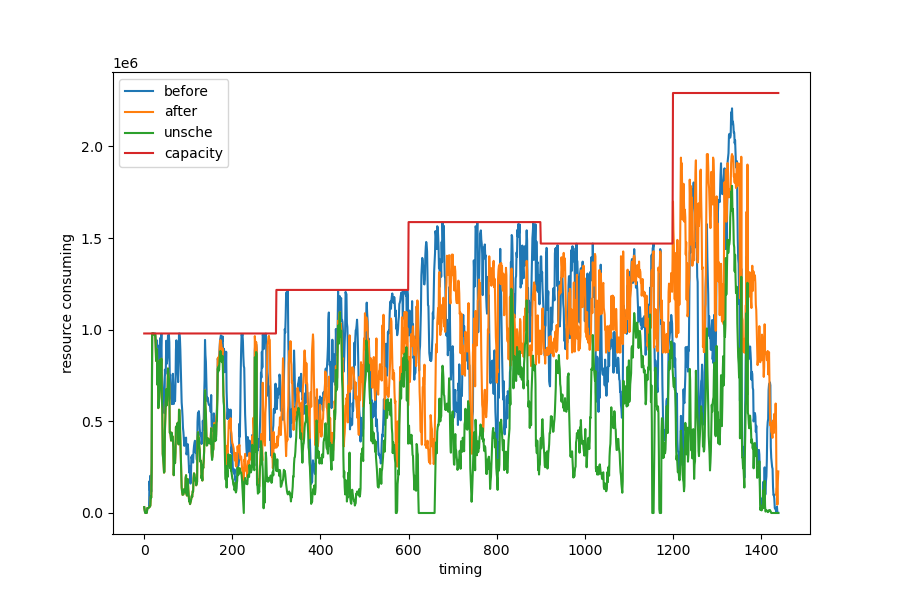 1e6
before
after
unsche
capacity
2.0
1.5
1.0
0.5
0.0
resource consuming
0 200 400 600 800 1000 1200 1400
timing